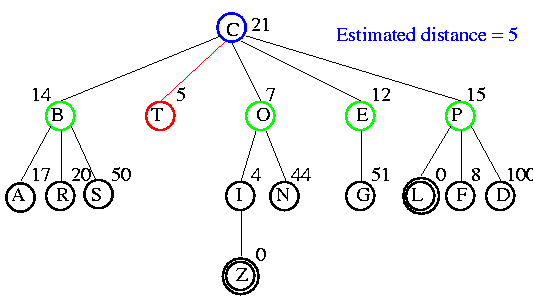 C 21
Estimated distance = 5
14 5 7 12 15
B T O E P
17 20 50 4 44 51 0 8 100
A R S I N G L F D
0
Z